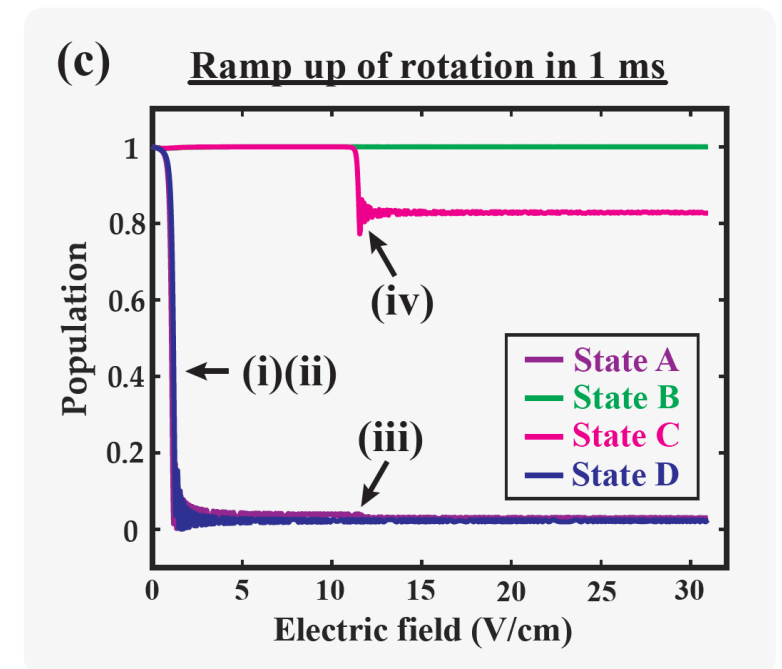 (c) Ramp up of rotation in 1 ms
1
0.8
0.6
0.4
0.2
0
Population
(iv)
(i)(ii)
(iii)
State A
State B
State C
State D
0 5 10 15 20 25 30
Electric field (V/cm)